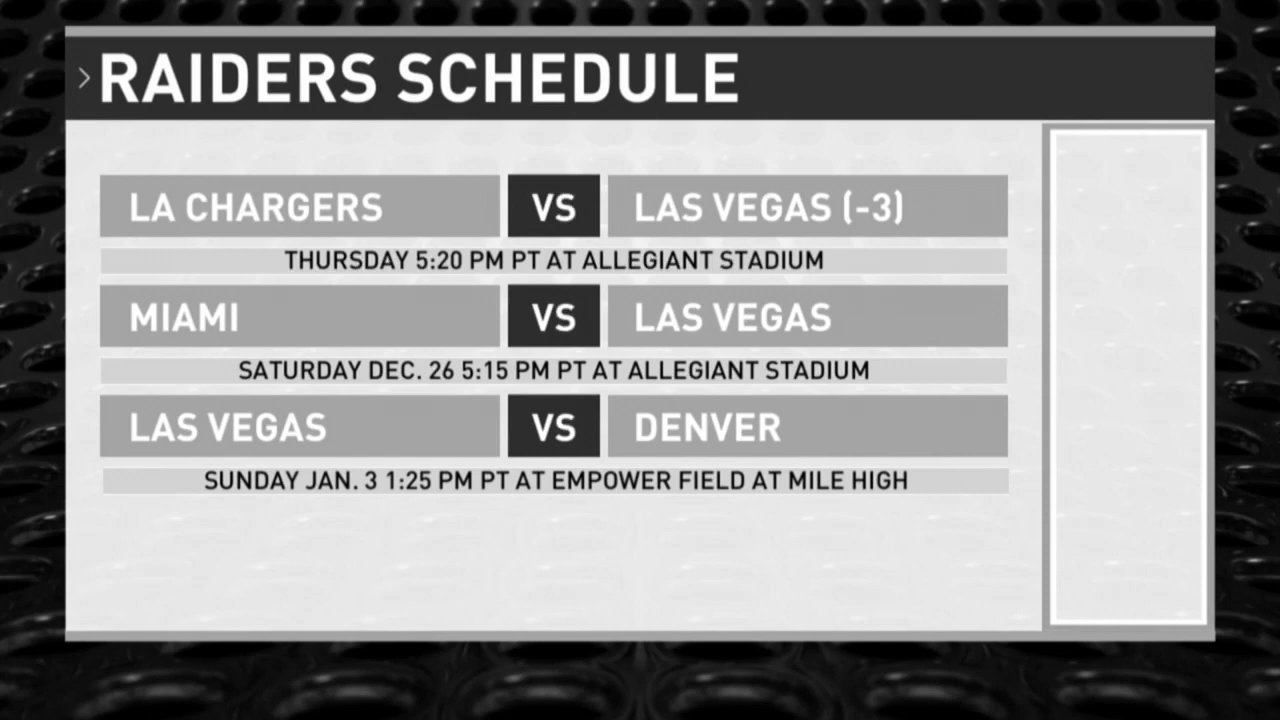 > RAIDERS SCHEDULE
LA CHARGERS VS LAS VEGAS (-3)
THURSDAY 5:20 PM PT AT ALLEGIANT STADIUM
MIAMI VS LAS VEGAS
SATURDAY DEC. 26 5:15 PM PT AT ALLEGIANT STADIUM
LAS VEGAS VS DENVER
SUNDAY JAN. 3 1:25 PM PT AT EMPOWER FIELD AT MILE HIGH